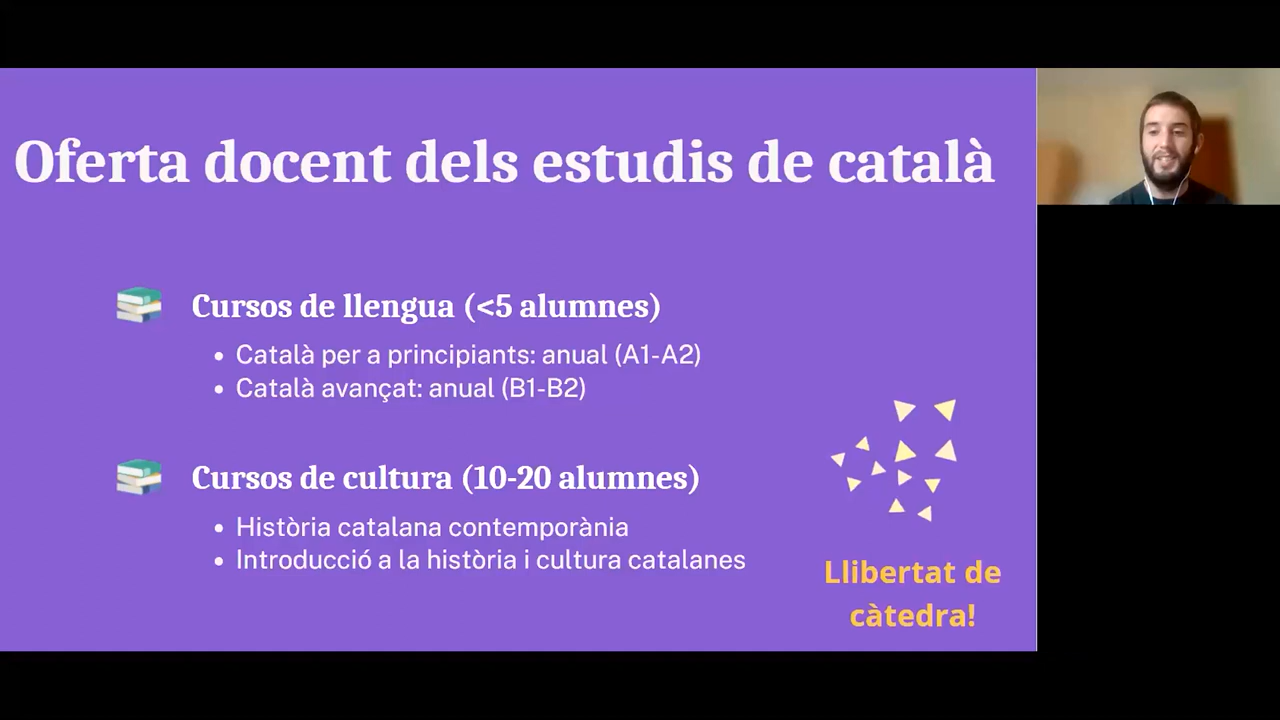 Oferta docent dels estudis de català
Cursos de llengua (<5 alumnes)
• Català per a principiants: anual (A1-A2)
• Català avançat: anual (B1-B2)
Cursos de cultura (10-20 alumnes)
• Història catalana contemporània
• Introducció a la història i cultura catalanes
Llibertat de
càtedra!